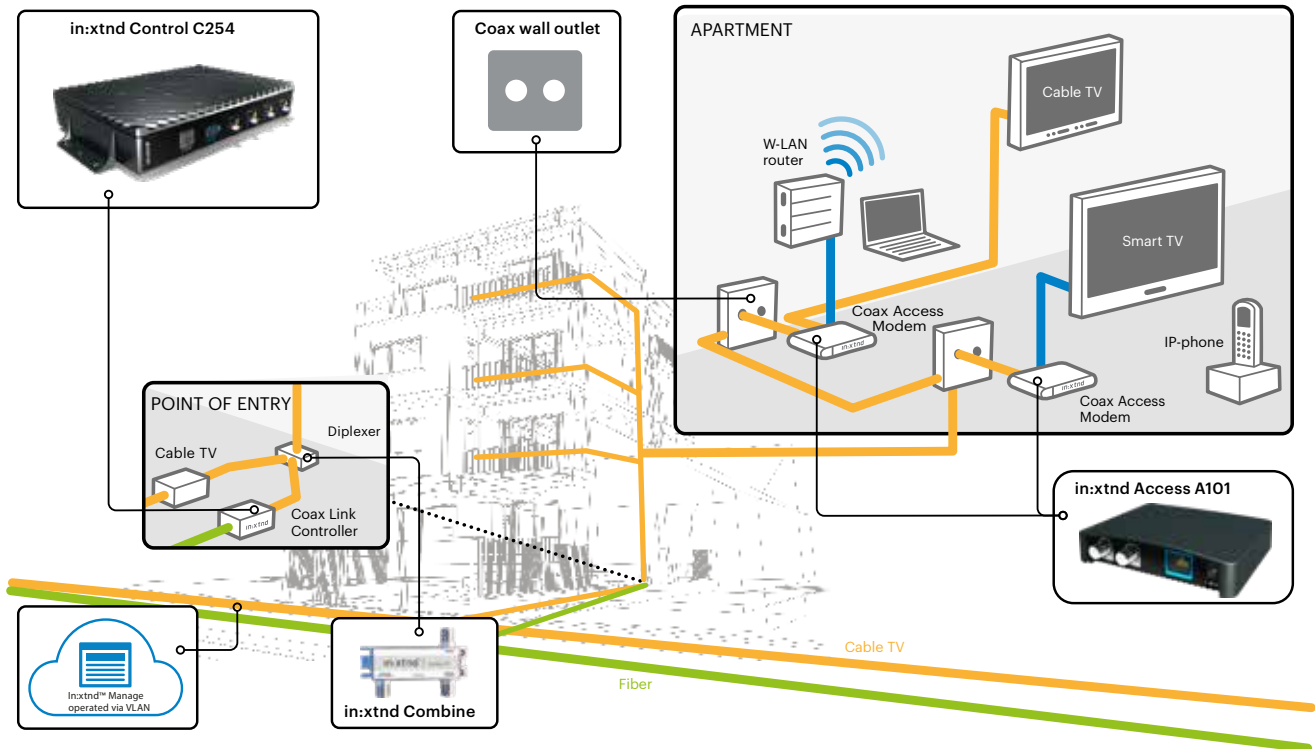 in:xtnd Control C254
Coax wall outlet
APARTMENT
Cable TV
W-LAN
router
Smart TV
Coax Access
Modem
in:xtnd
IP-phone
in:xtnd
Coax Access
Modem
POINT OF ENTRY
Diplexer
Cable TV
in:xtnd
Coax Link
Controller
in:xtnd Access A101
In:xtnd™ Manage
operated via VLAN
in:xtnd
in:xtnd Combine
Cable TV
Fiber